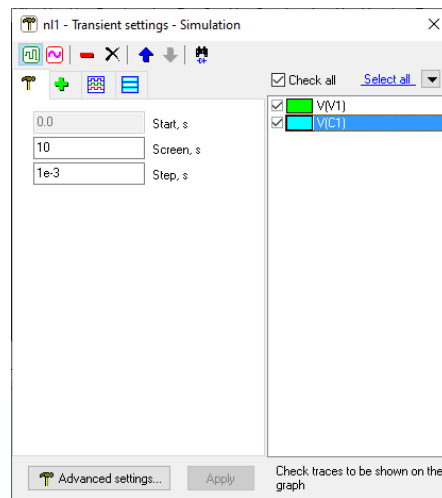 nl1 - Transient settings - Simulation
Check all
Select all
0.0
Start, s
10
Screen, s
1e-3
Step, s
V(V1)
V(C1)
Advanced settings...
Apply
Check traces to be shown on the
graph